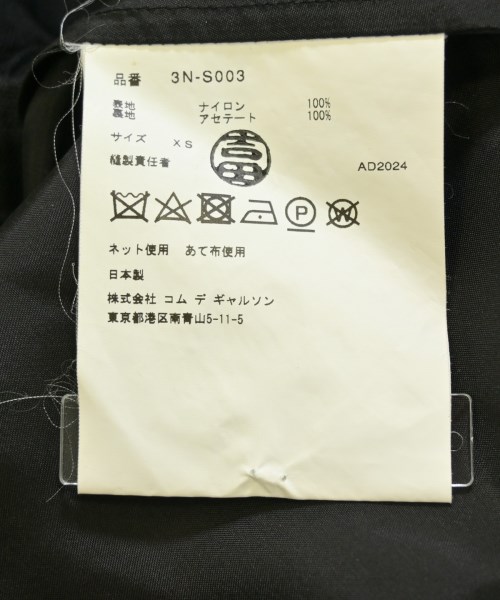 品番 3N-S003
表地 ナイロン 100%
裏地 アセテート 100%
サイズ XS
縫製責任者 吉田 AD2024
P W
ネット使用 あて布使用
日本製
株式会社 コム デ ギャルソン
東京都港区南青山5-11-5